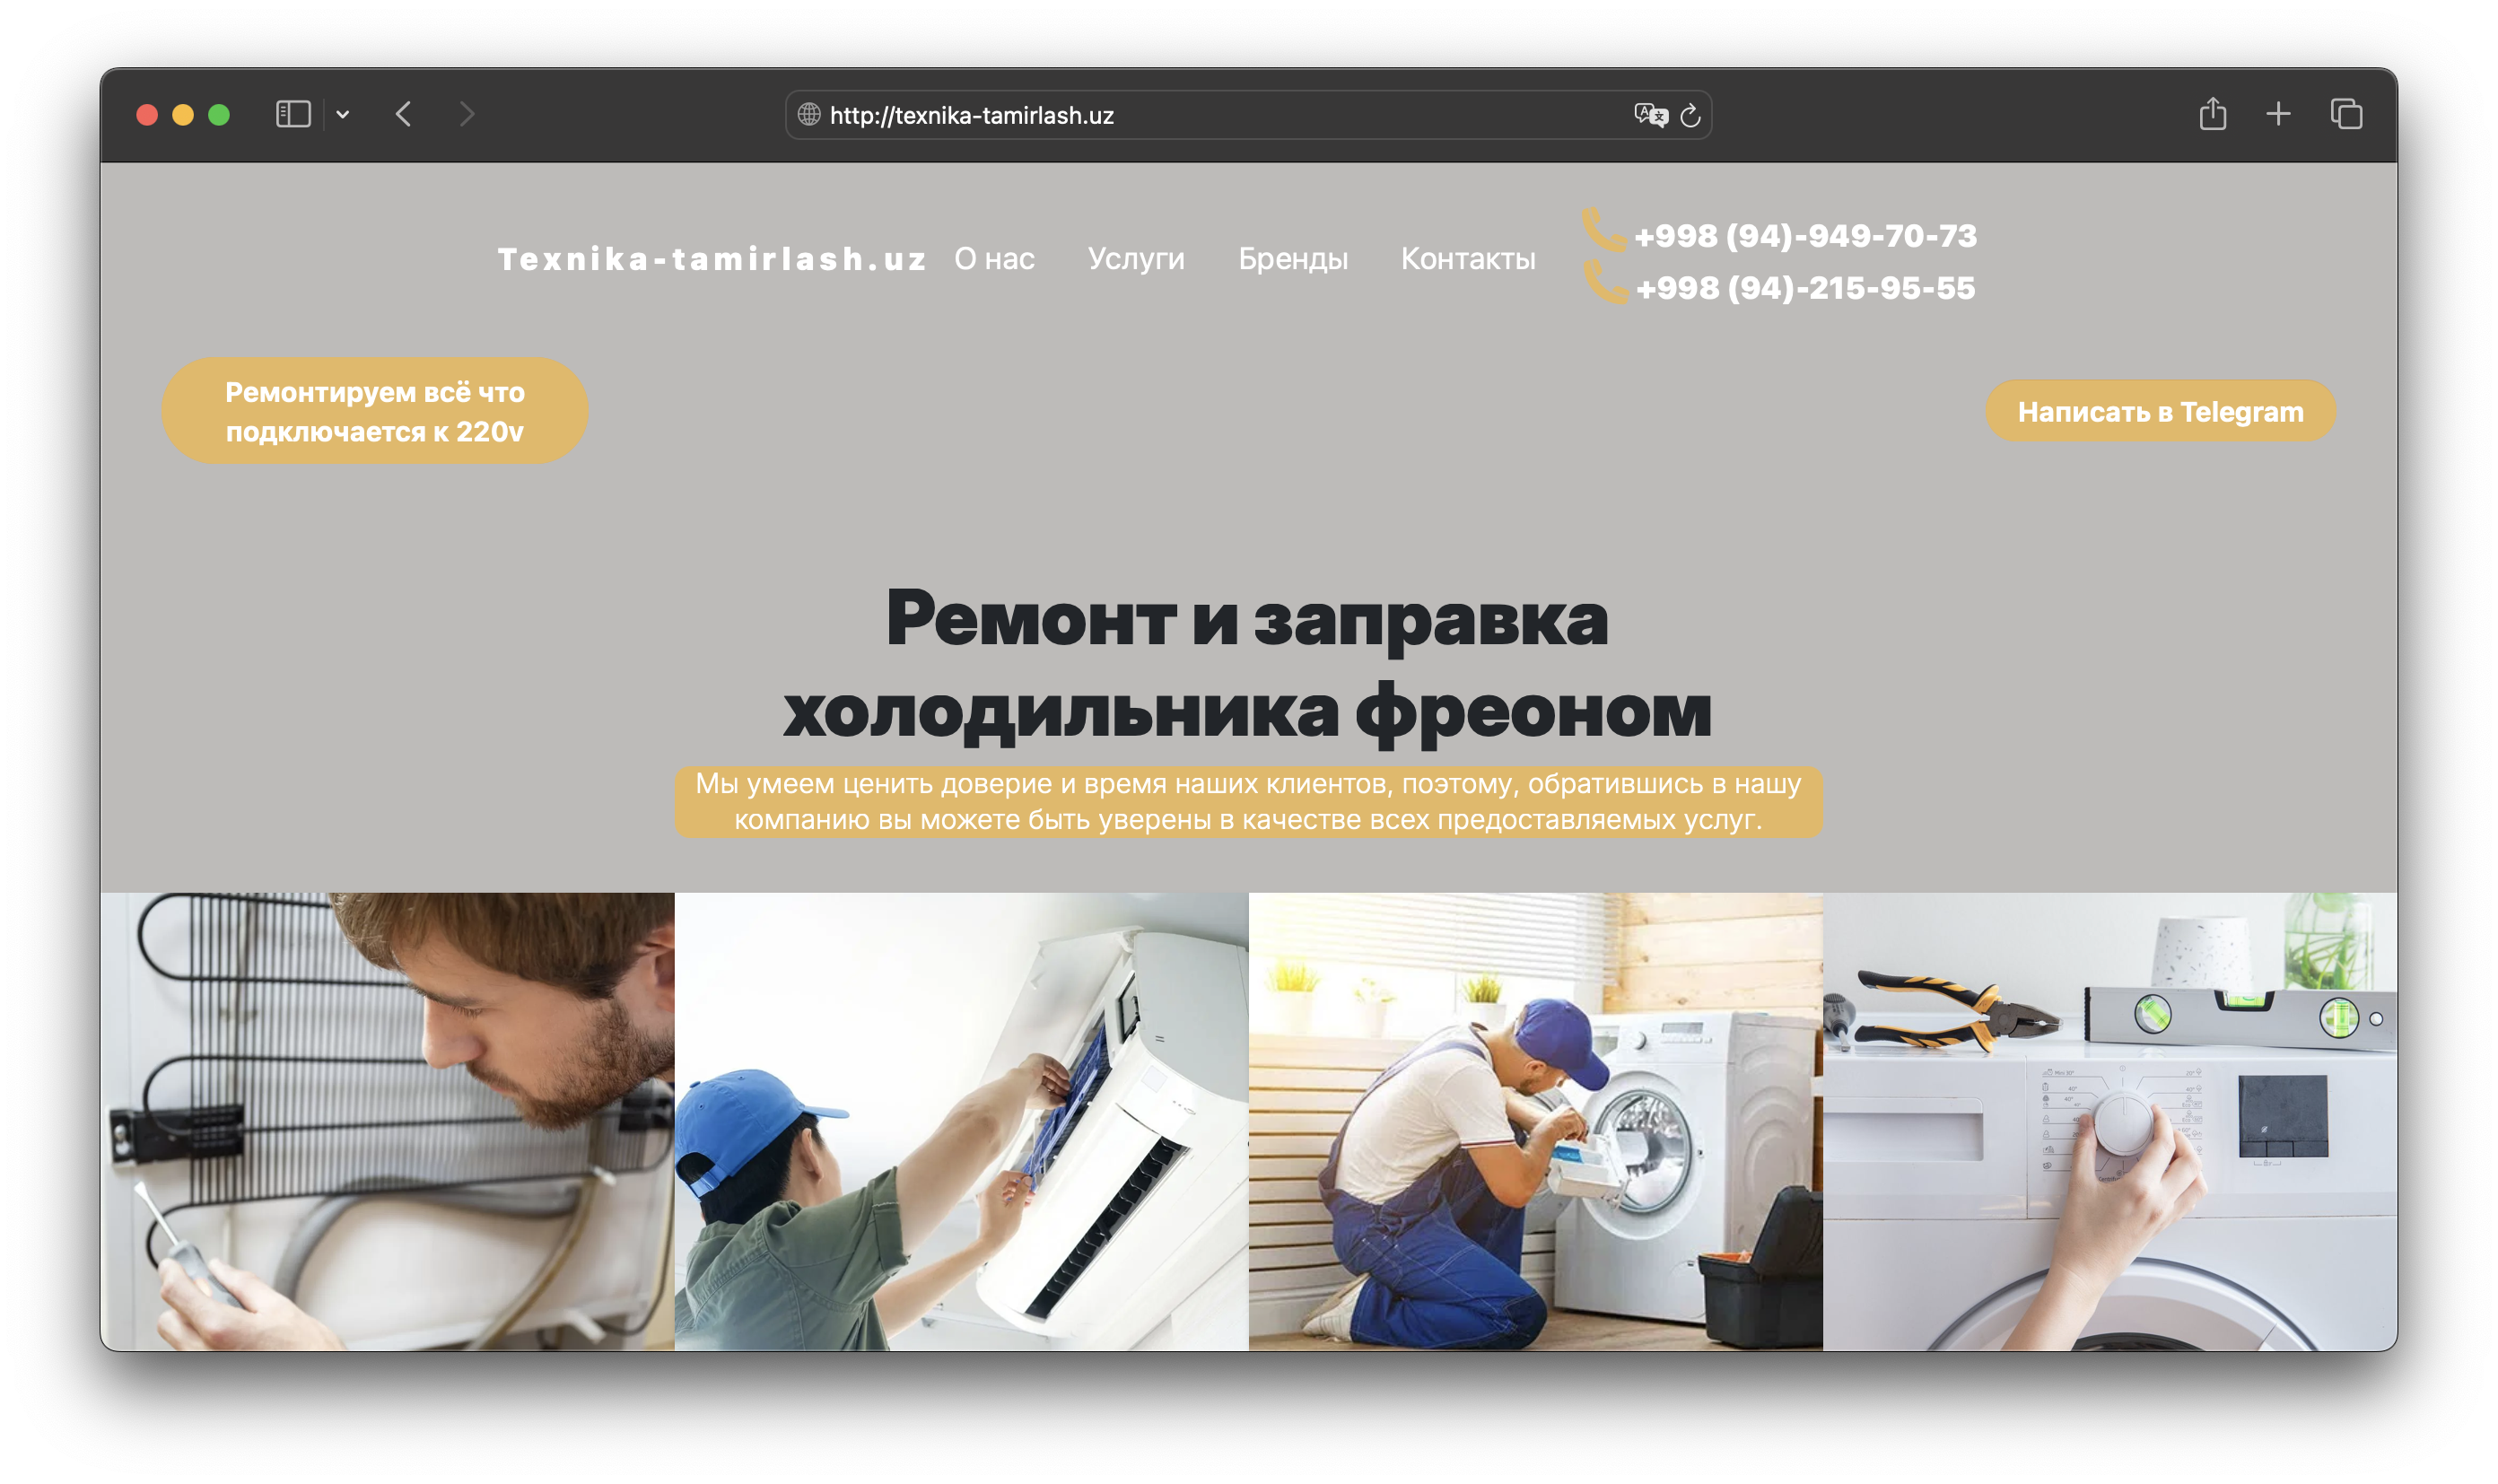 http://texnika-tamirlash.uz
Texnika-tamirlash.uz
О нас
Услуги
Бренды
Контакты
+998 (94)-949-70-73
+998 (94)-215-95-55
Ремонтируем всё что
подключается к 220v
Написать в Telegram
Ремонт и заправка
холодильника фреоном
Мы умеем ценить доверие и время наших клиентов, поэтому, обратившись в нашу
компанию вы можете быть уверены в качестве всех предоставляемых услуг.